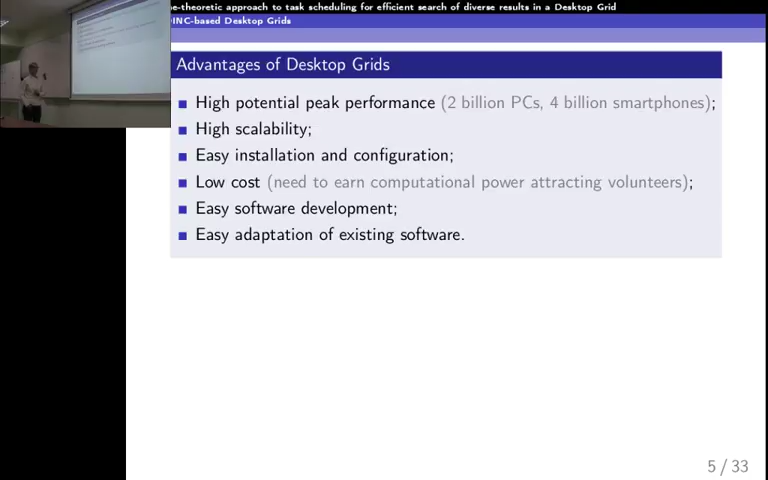 ne-theoretic approach to task scheduling for efficient search of diverse results in a Desktop Grid
OINC-based Desktop Grids
Advantages of Desktop Grids
High potential peak performance (2 billion PCs, 4 billion smartphones);
High scalability;
Easy installation and configuration;
Low cost (need to earn computational power attracting volunteers);
Easy software development;
Easy adaptation of existing software.
5 / 33